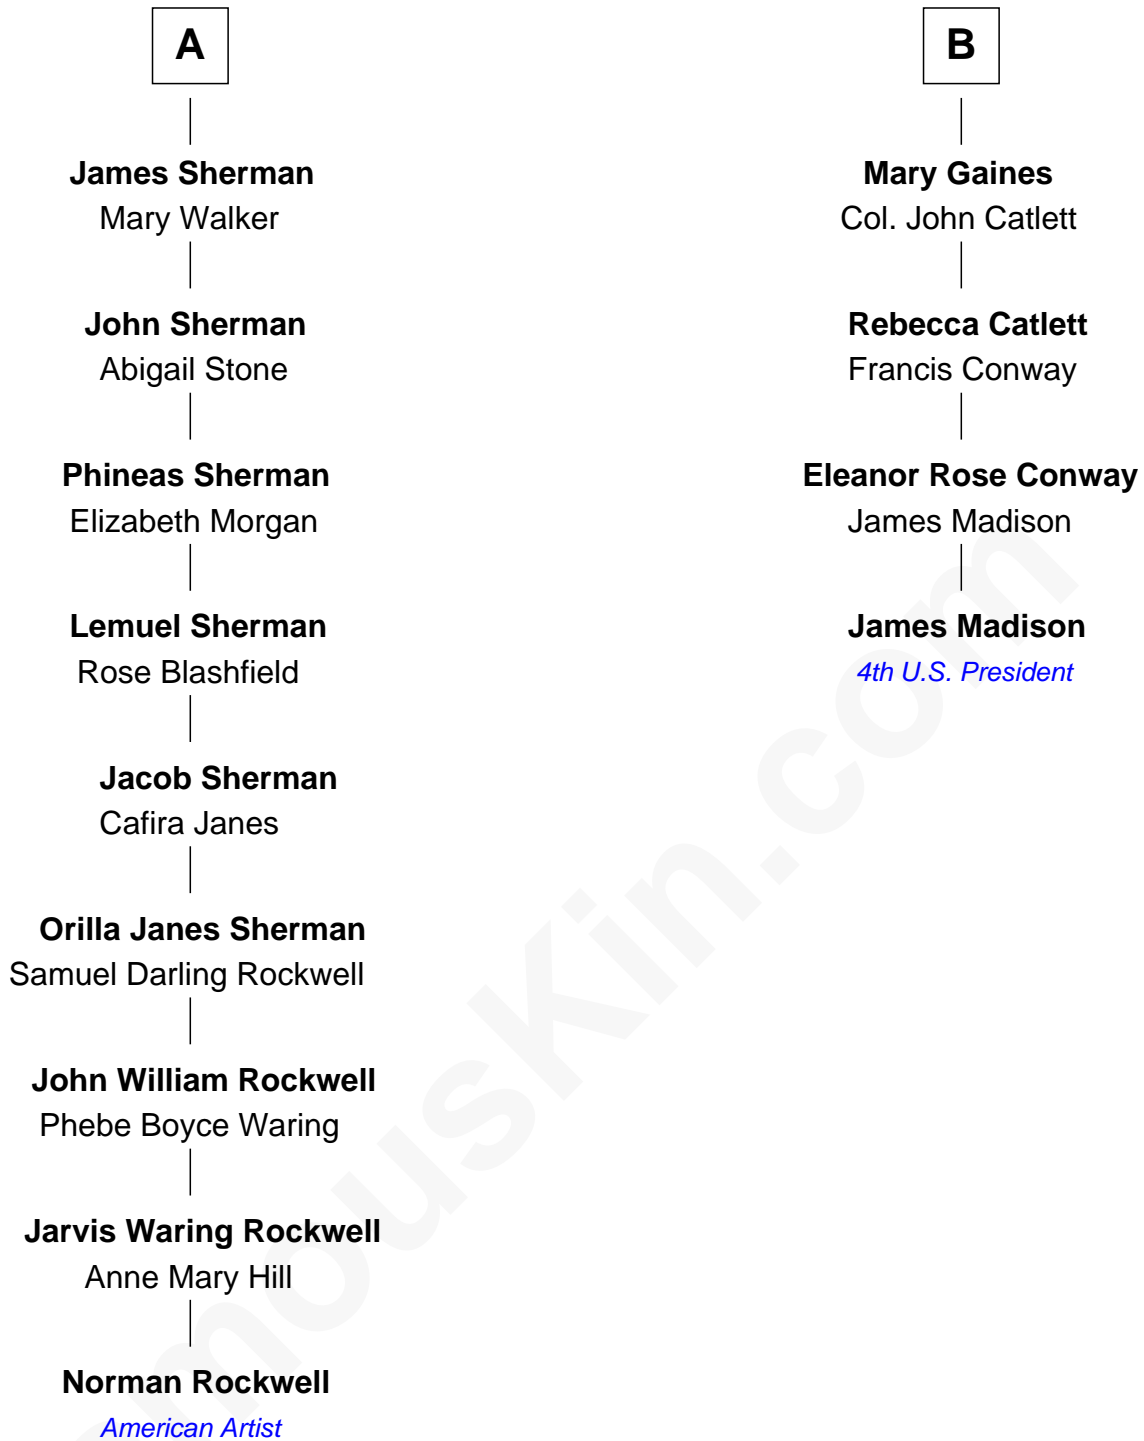 A
James Sherman
Mary Walker
John Sherman
Abigail Stone
Phineas Sherman
Elizabeth Morgan
Lemuel Sherman
Rose Blashfield
Jacob Sherman
Cafira Janes
Orilla Janes Sherman
Samuel Darling Rockwell
John William Rockwell
Phebe Boyce Waring
Jarvis Waring Rockwell
Anne Mary Hill
Norman Rockwell
American Artist
B
Mary Gaines
Col. John Catlett
Rebecca Catlett
Francis Conway
Eleanor Rose Conway
James Madison
James Madison
4th U.S. President
mouskin.com